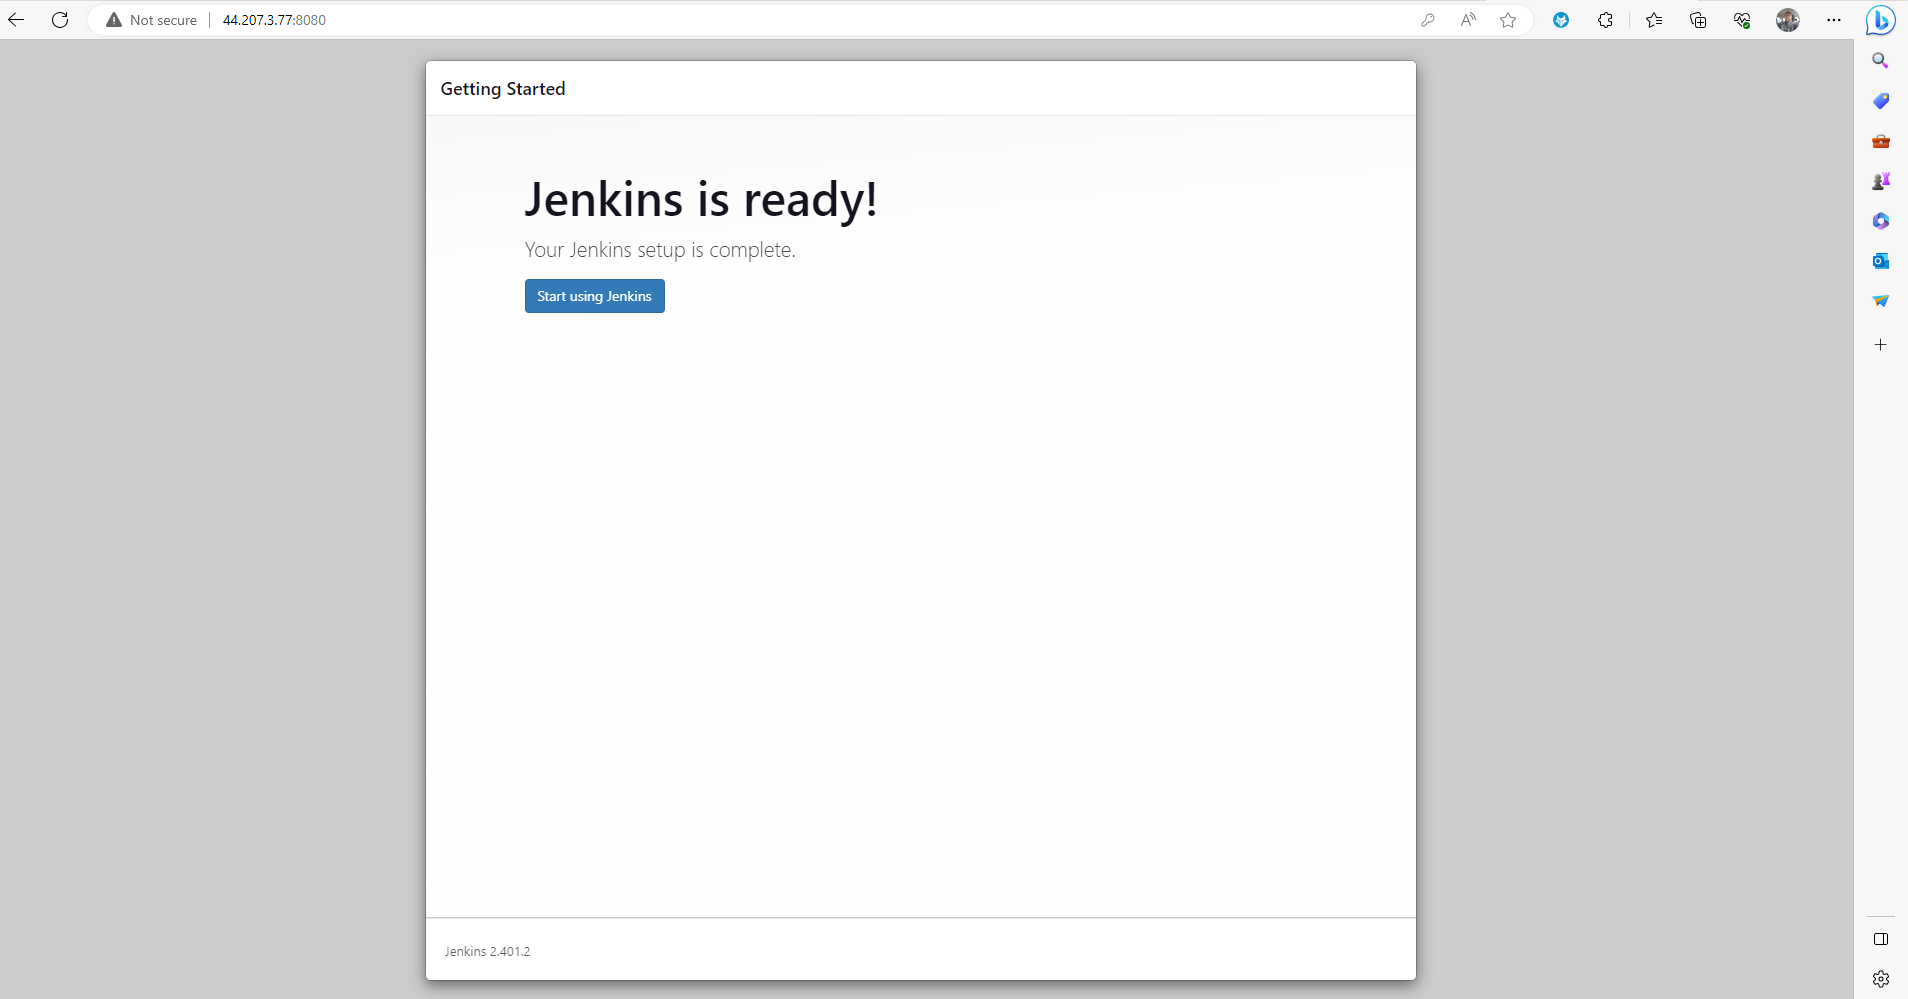 Not secure
44.207.3.77:8080
Getting Started
Jenkins is ready!
Your Jenkins setup is complete.
Start using Jenkins
Jenkins 2.401.2